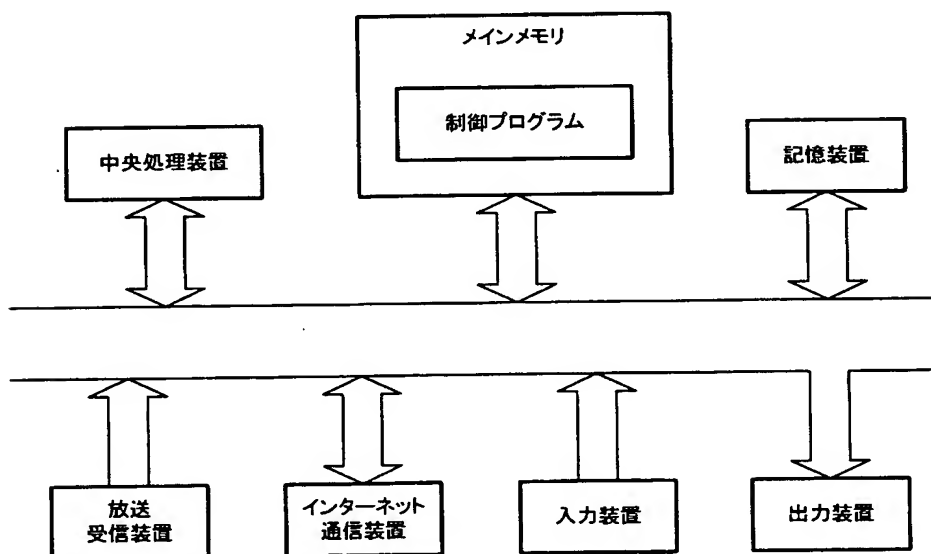 メインメモリ
制御プログラム
中央処理装置
記憶装置
放送
受信装置
インターネット
通信装置
入力装置
出力装置